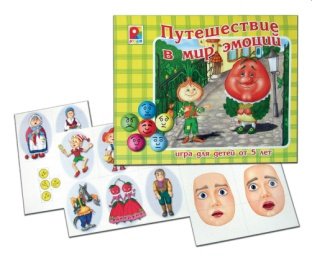 Путешествие
в мир эмоций
игра для детей от 5 лет